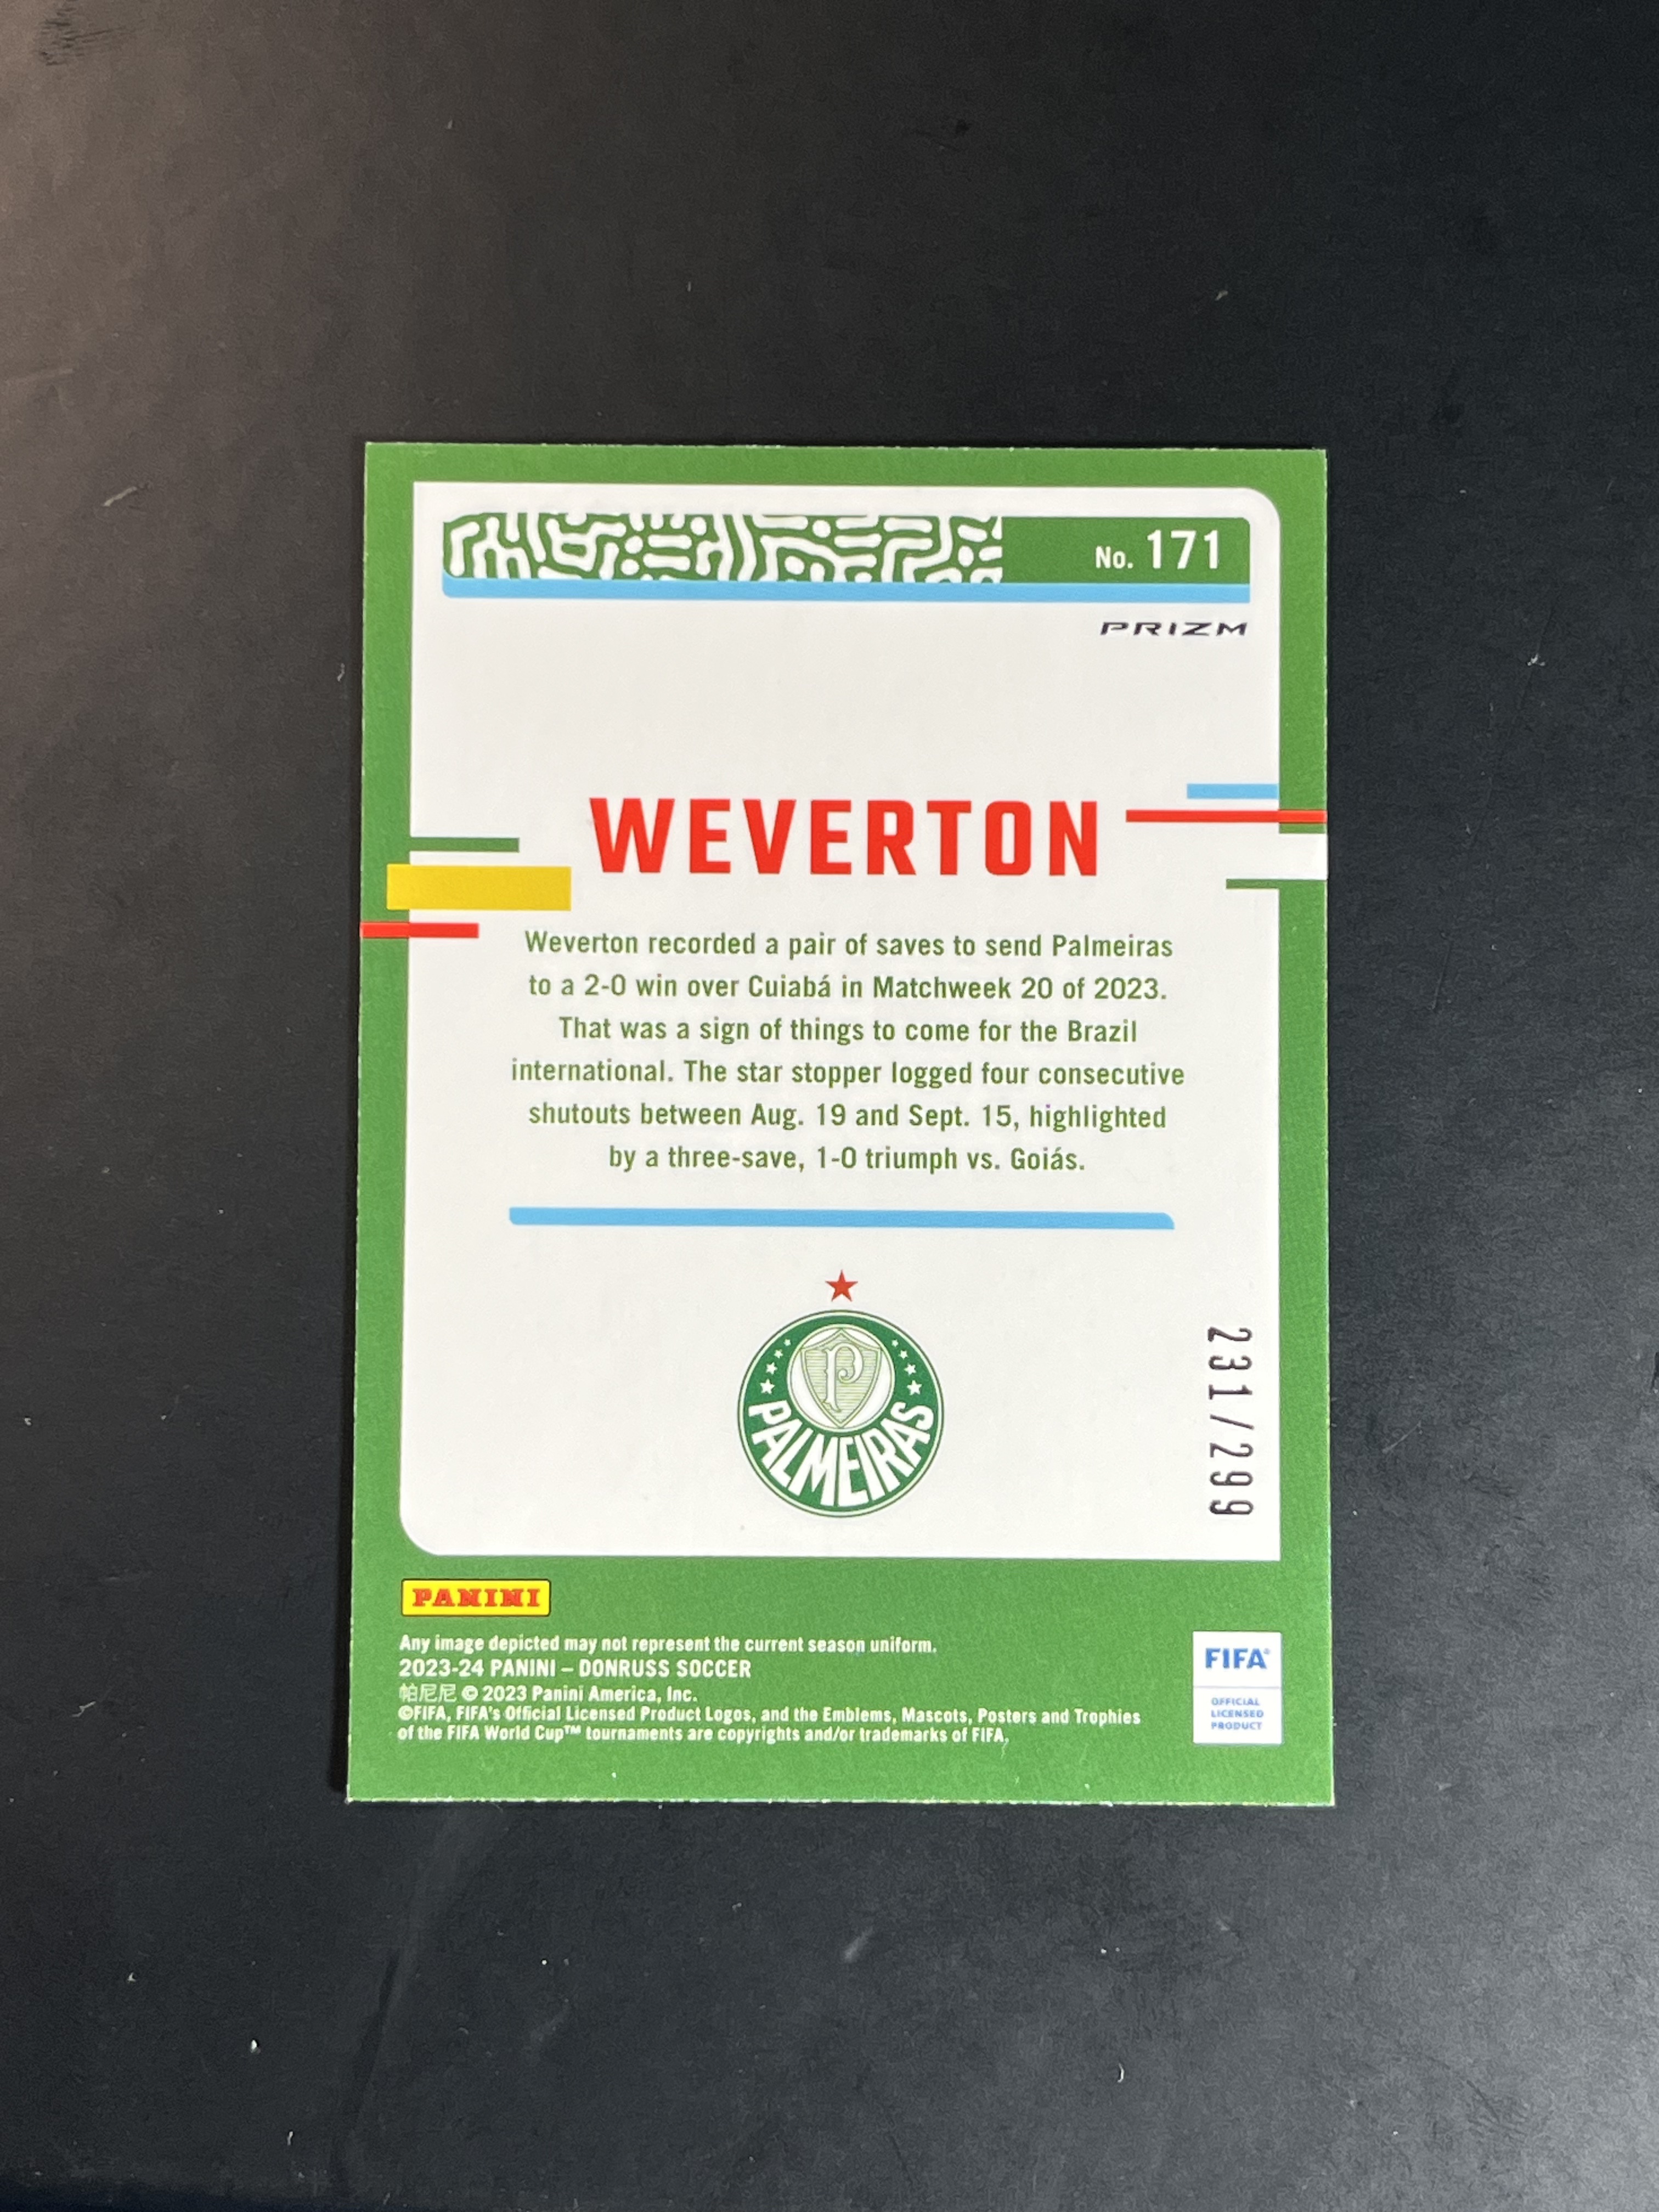 No. 171
PRIZM
WEVERTON
Weverton recorded a pair of saves to send Palmeiras
to a 2-0 win over Cuiabá in Matchweek 20 of 2023.
That was a sign of things to come for the Brazil
international. The star stopper logged four consecutive
shutouts between Aug. 19 and Sept. 15, highlighted
by a three-save, 1-0 triumph vs. Goiás.
P
PALMEIRAS
231/299
PANINI
Any image depicted may not represent the current season uniform.
2023-24 PANINI – DONRUSS SOCCER
帕尼尼 © 2023 Panini America, Inc.
©FIFA, FIFA's Official Licensed Product Logos, and the Emblems, Mascots, Posters and Trophies
of the FIFA World Cup™ tournaments are copyrights and/or trademarks of FIFA.
FIFA®
OFFICIAL
LICENSED
PRODUCT